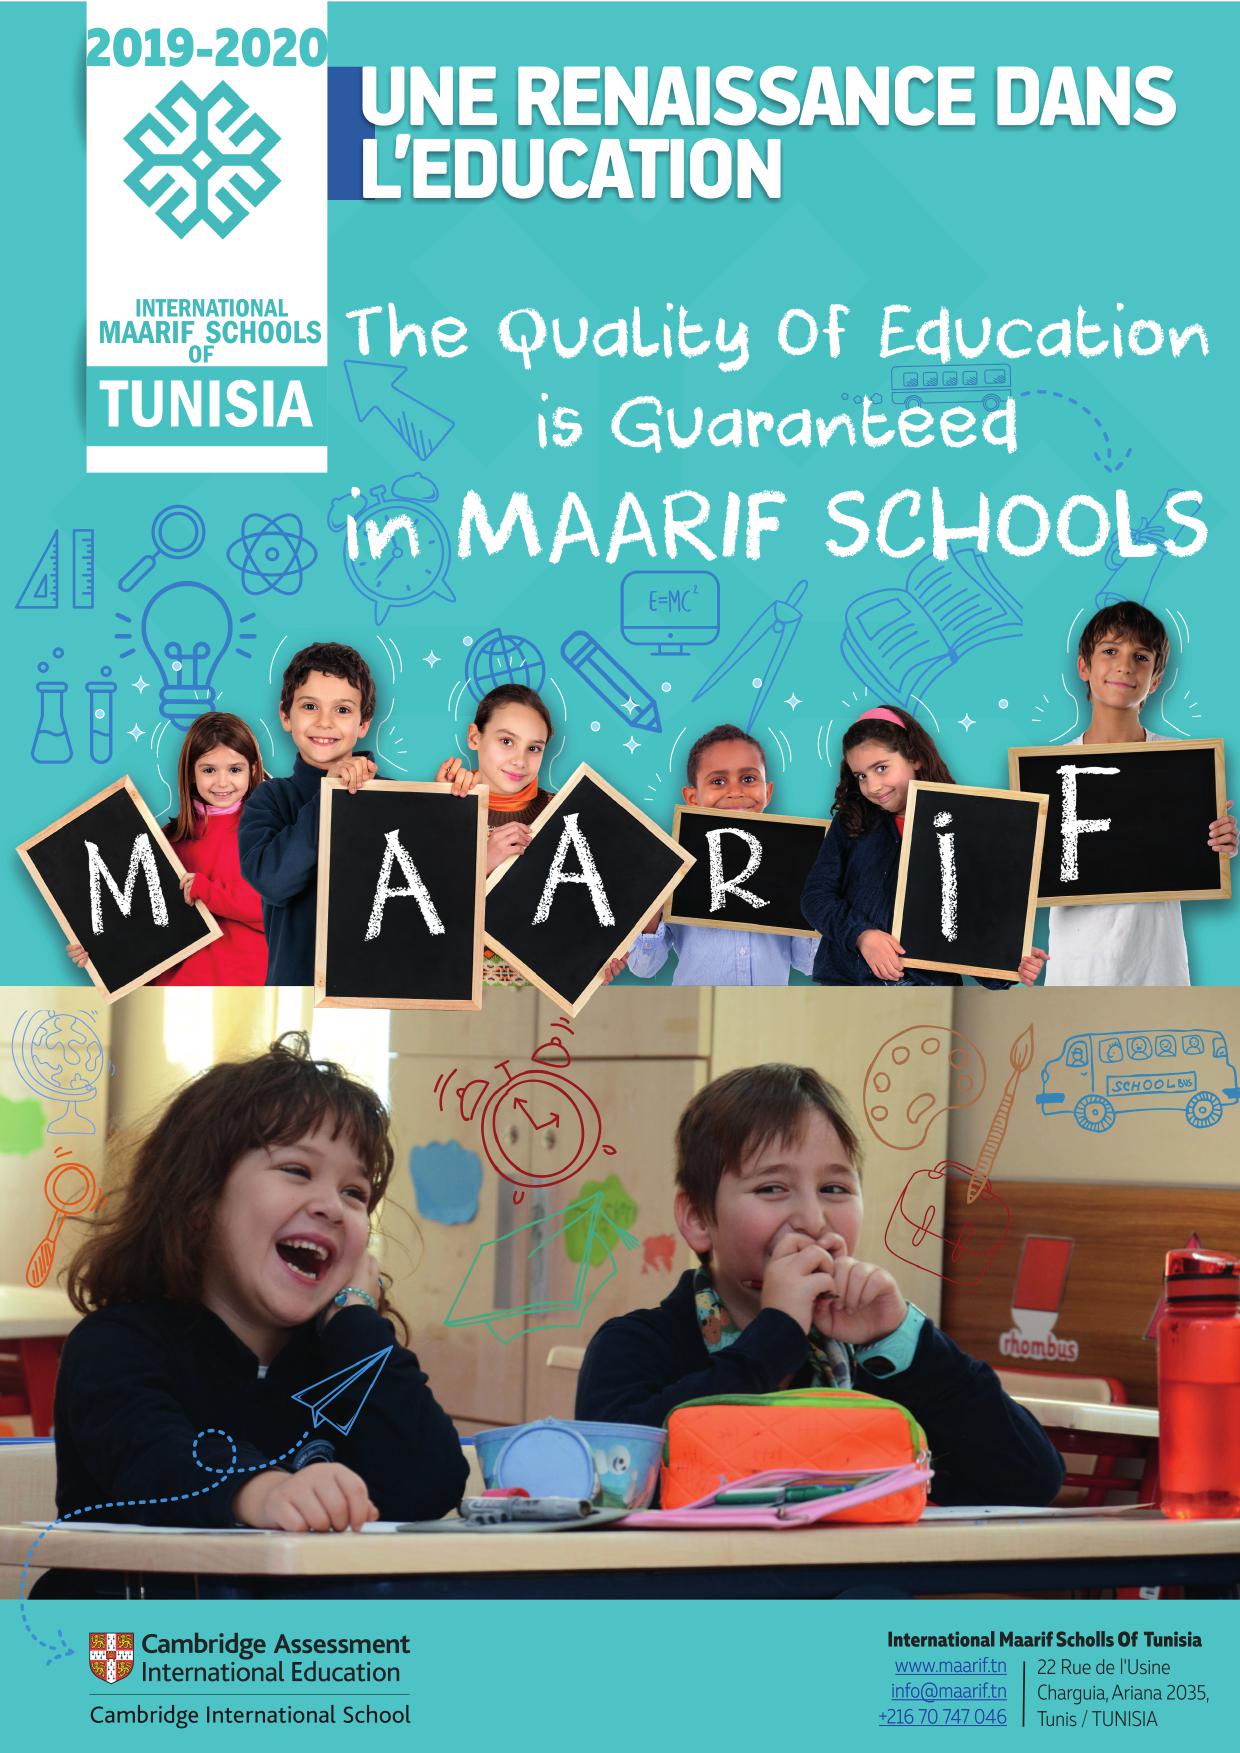 2019-2020
INTERNATIONAL
MAARIF SCHOOLS
OF
TUNISIA
UNE RENAISSANCE DANS
L'EDUCATION
The Quality Of Education
is Guaranteed
in MAARIF SCHOOLS
E=MC²
M A A R i F
SCHOOL BUS
rhombus
Cambridge Assessment
International Education
Cambridge International School
International Maarif Scholls Of Tunisia
www.maarif.tn
info@maarif.tn
+216 70 747 046
22 Rue de l'Usine
Charguia, Ariana 2035,
Tunis / TUNISIA